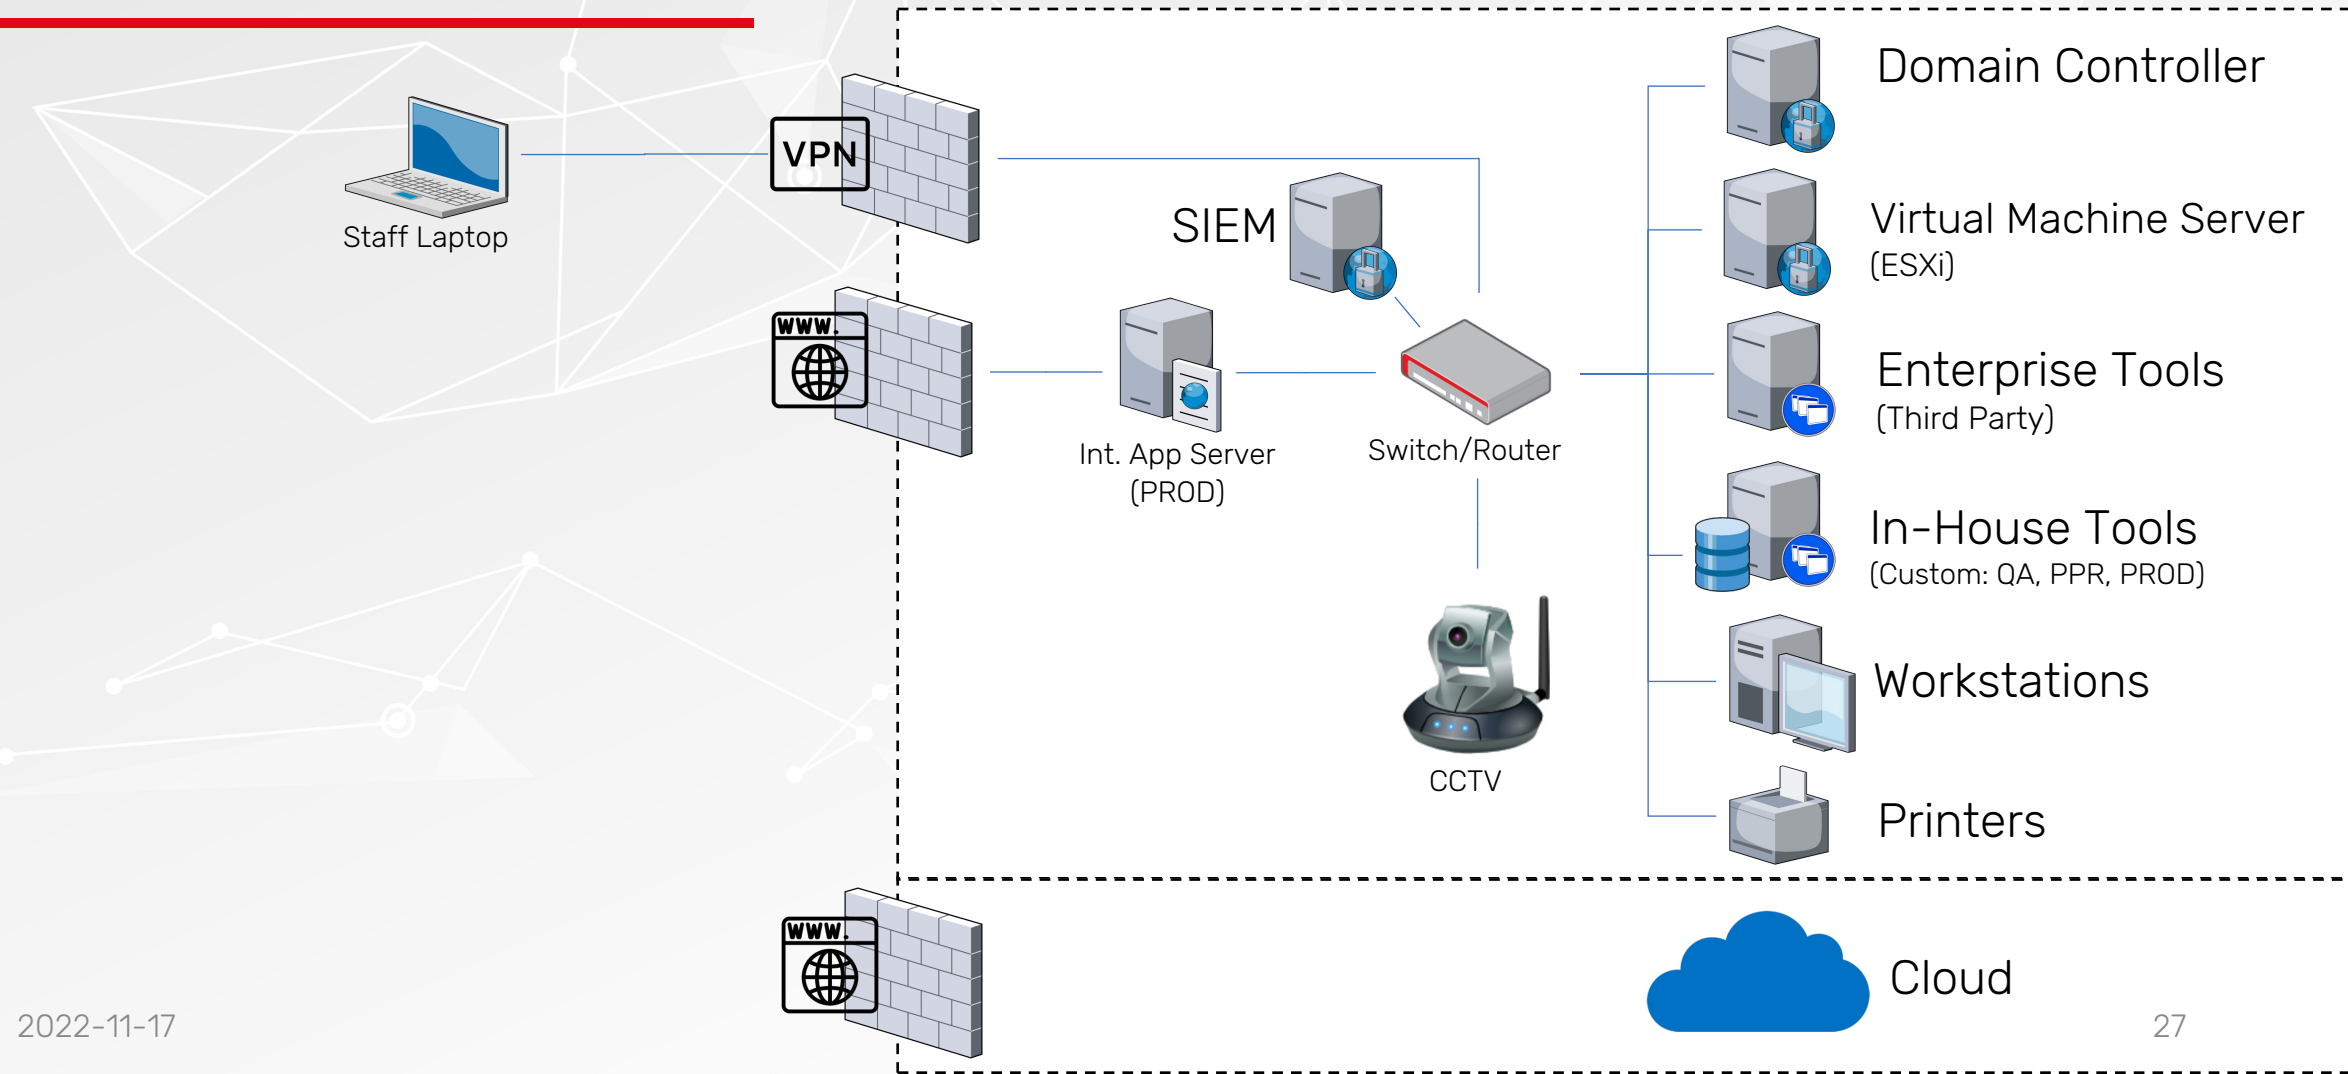 Domain Controller
VPN
Staff Laptop
SIEM
Virtual Machine Server
(ESXi)
WWW.
Enterprise Tools
(Third Party)
Int. App Server
(PROD)
Switch/Router
In-House Tools
(Custom: QA, PPR, PROD)
Workstations
CCTV
Printers
WWW.
Cloud
2022-11-17
27